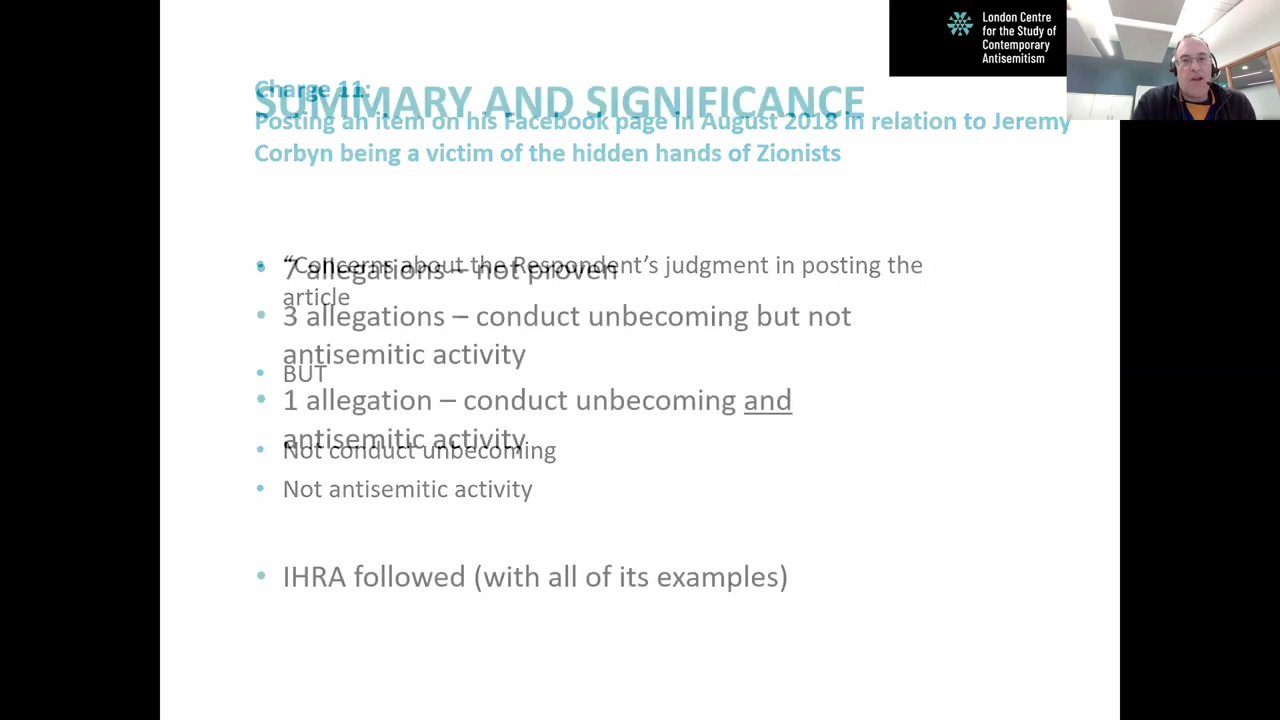 London Centre
for the Study of
Contemporary
Antisemitism
Charge 11:
SUMMARY AND SIGNIFICANCE
Posting an item on his Facebook page in August 2018 in relation to Jeremy
Corbyn being a victim of the hidden hands of Zionists
• “Concerns about the Respondent’s judgment in posting the
article
• 7 allegations – not proven
• 3 allegations – conduct unbecoming but not
antisemitic activity
• BUT
• 1 allegation – conduct unbecoming and
antisemitic activity
• Not conduct unbecoming
• Not antisemitic activity
• IHRA followed (with all of its examples)